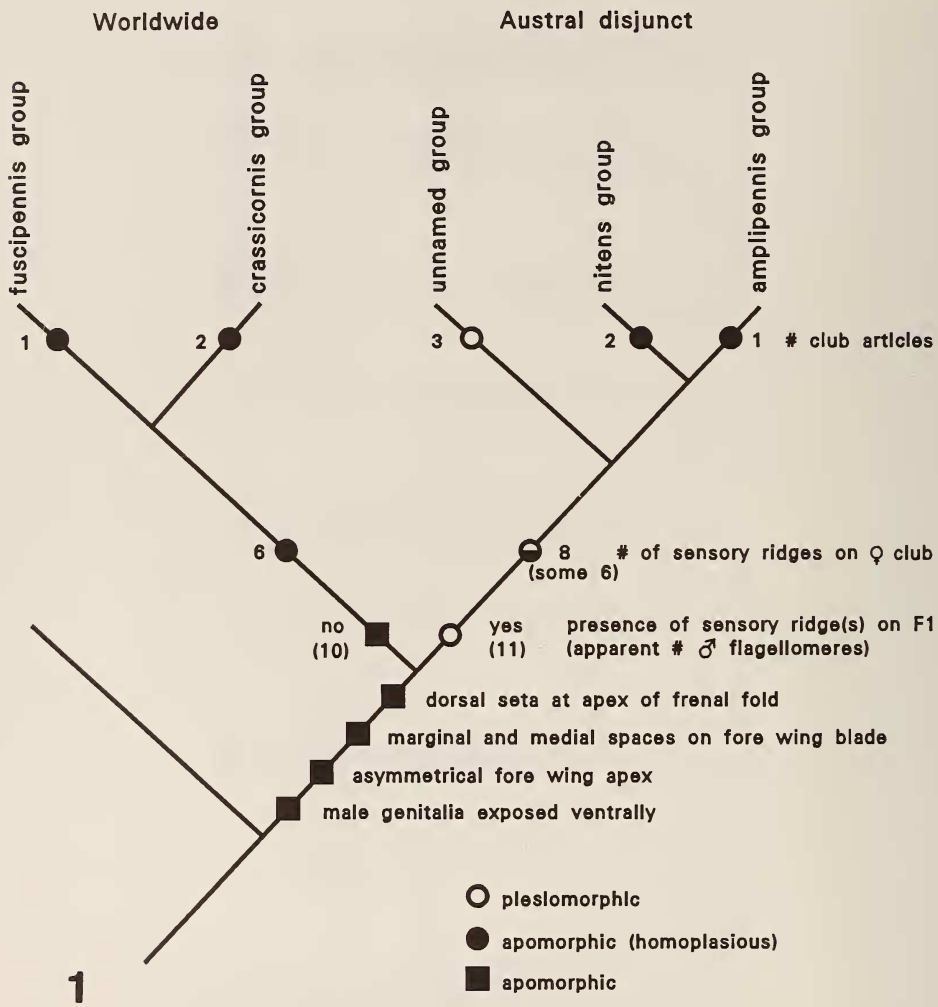 Worldwide
Austral disjunct
fuscipennis group
crassicornis group
unnamed group
nitens group
amplipennis group
1
2
3
2
1 # club articles
6
8 # of sensory ridges on ♀ club
(some 6)
no
(10)
yes
(11)
presence of sensory ridge(s) on F1
(apparent # ♂ flagellomeres)
dorsal seta at apex of frenal fold
marginal and medial spaces on fore wing blade
asymmetrical fore wing apex
male genitalia exposed ventrally
plesiomorphic
apomorphic (homoplasious)
apomorphic
1